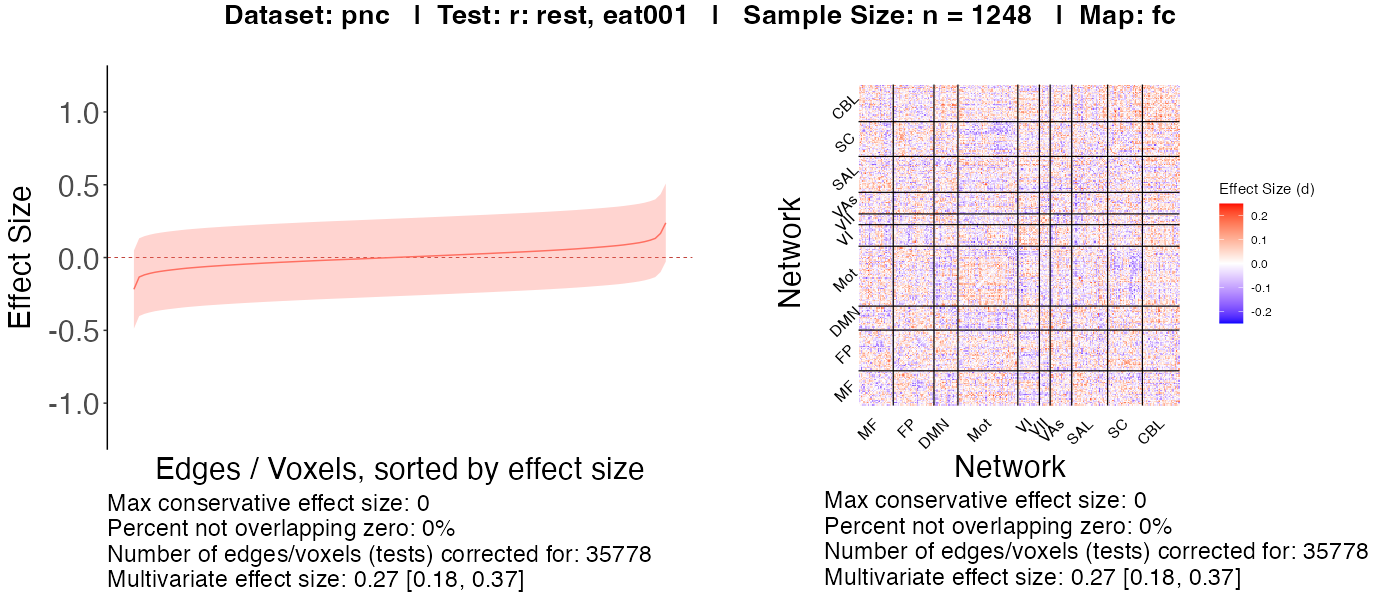 Dataset: pnc | Test: r: rest, eat001 | Sample Size: n = 1248 | Map: fc
Effect Size
1.0
0.5
0.0
-0.5
-1.0
Edges / Voxels, sorted by effect size
Max conservative effect size: 0
Percent not overlapping zero: 0%
Number of edges/voxels (tests) corrected for: 35778
Multivariate effect size: 0.27 [0.18, 0.37]
Network
CBL
SC
SAL
VAs
VII
VI
Mot
DMN
FP
MF
MF
FP
DMN
Mot
VI
VII
VAs
SAL
SC
CBL
Network
Effect Size (d)
0.2
0.1
0.0
-0.1
-0.2
Max conservative effect size: 0
Percent not overlapping zero: 0%
Number of edges/voxels (tests) corrected for: 35778
Multivariate effect size: 0.27 [0.18, 0.37]